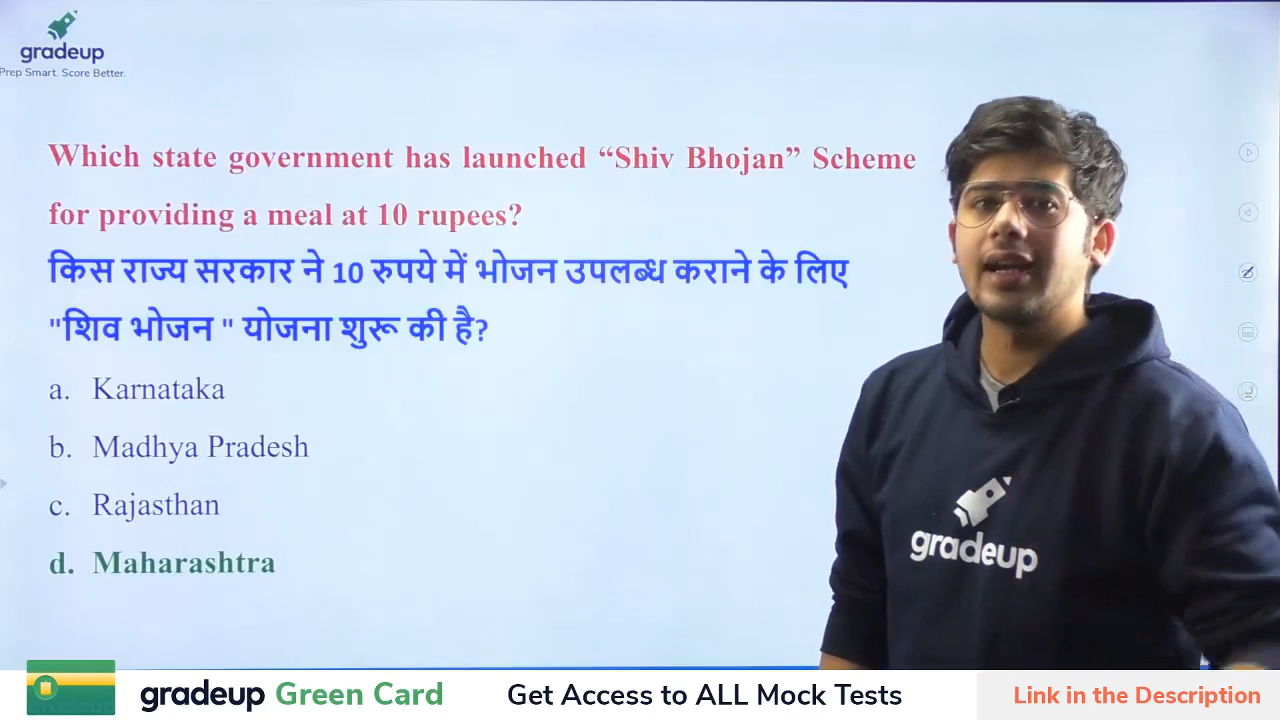 gradeup
Prep Smart. Score Better.
Which state government has launched “Shiv Bhojan” Scheme
for providing a meal at 10 rupees?
किस राज्य सरकार ने 10 रुपये में भोजन उपलब्ध कराने के लिए
"शिव भोजन " योजना शुरू की है?
a. Karnataka
b. Madhya Pradesh
c. Rajasthan
d. Maharashtra
gradeup
gradeup Green Card
Get Access to ALL Mock Tests
Link in the Description